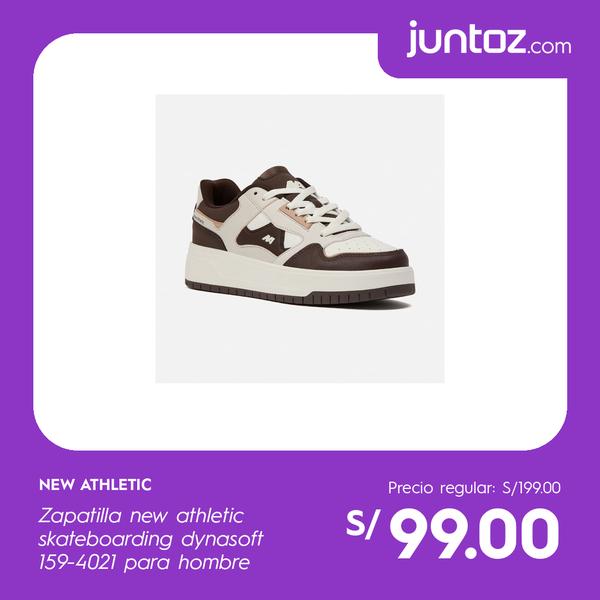 juntoz.com
NEW ATHLETIC
Zapatilla new athletic
skateboarding dynasoft
159-4021 para hombre
Precio regular: S/199.00
S/99.00